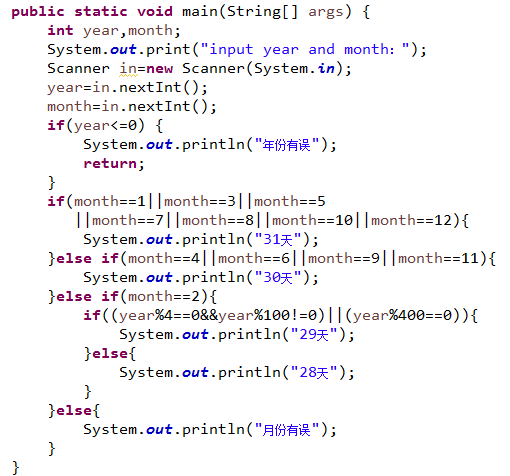 public static void main(String[] args) {
    int year,month;
    System.out.print("input year and month: ");
    Scanner in=new Scanner(System.in);
    year=in.nextInt();
    month=in.nextInt();
    if(year<=0) {
        System.out.println("年份有误");
        return;
    }
    if(month==1||month==3||month==5
       ||month==7||month==8||month==10||month==12){
        System.out.println("31天");
    }else if(month==4||month==6||month==9||month==11){
        System.out.println("30天");
    }else if(month==2){
        if((year%4==0&&year%100!=0)||(year%400==0)){
            System.out.println("29天");
        }else{
            System.out.println("28天");
        }
    }else{
        System.out.println("月份有误");
    }
}